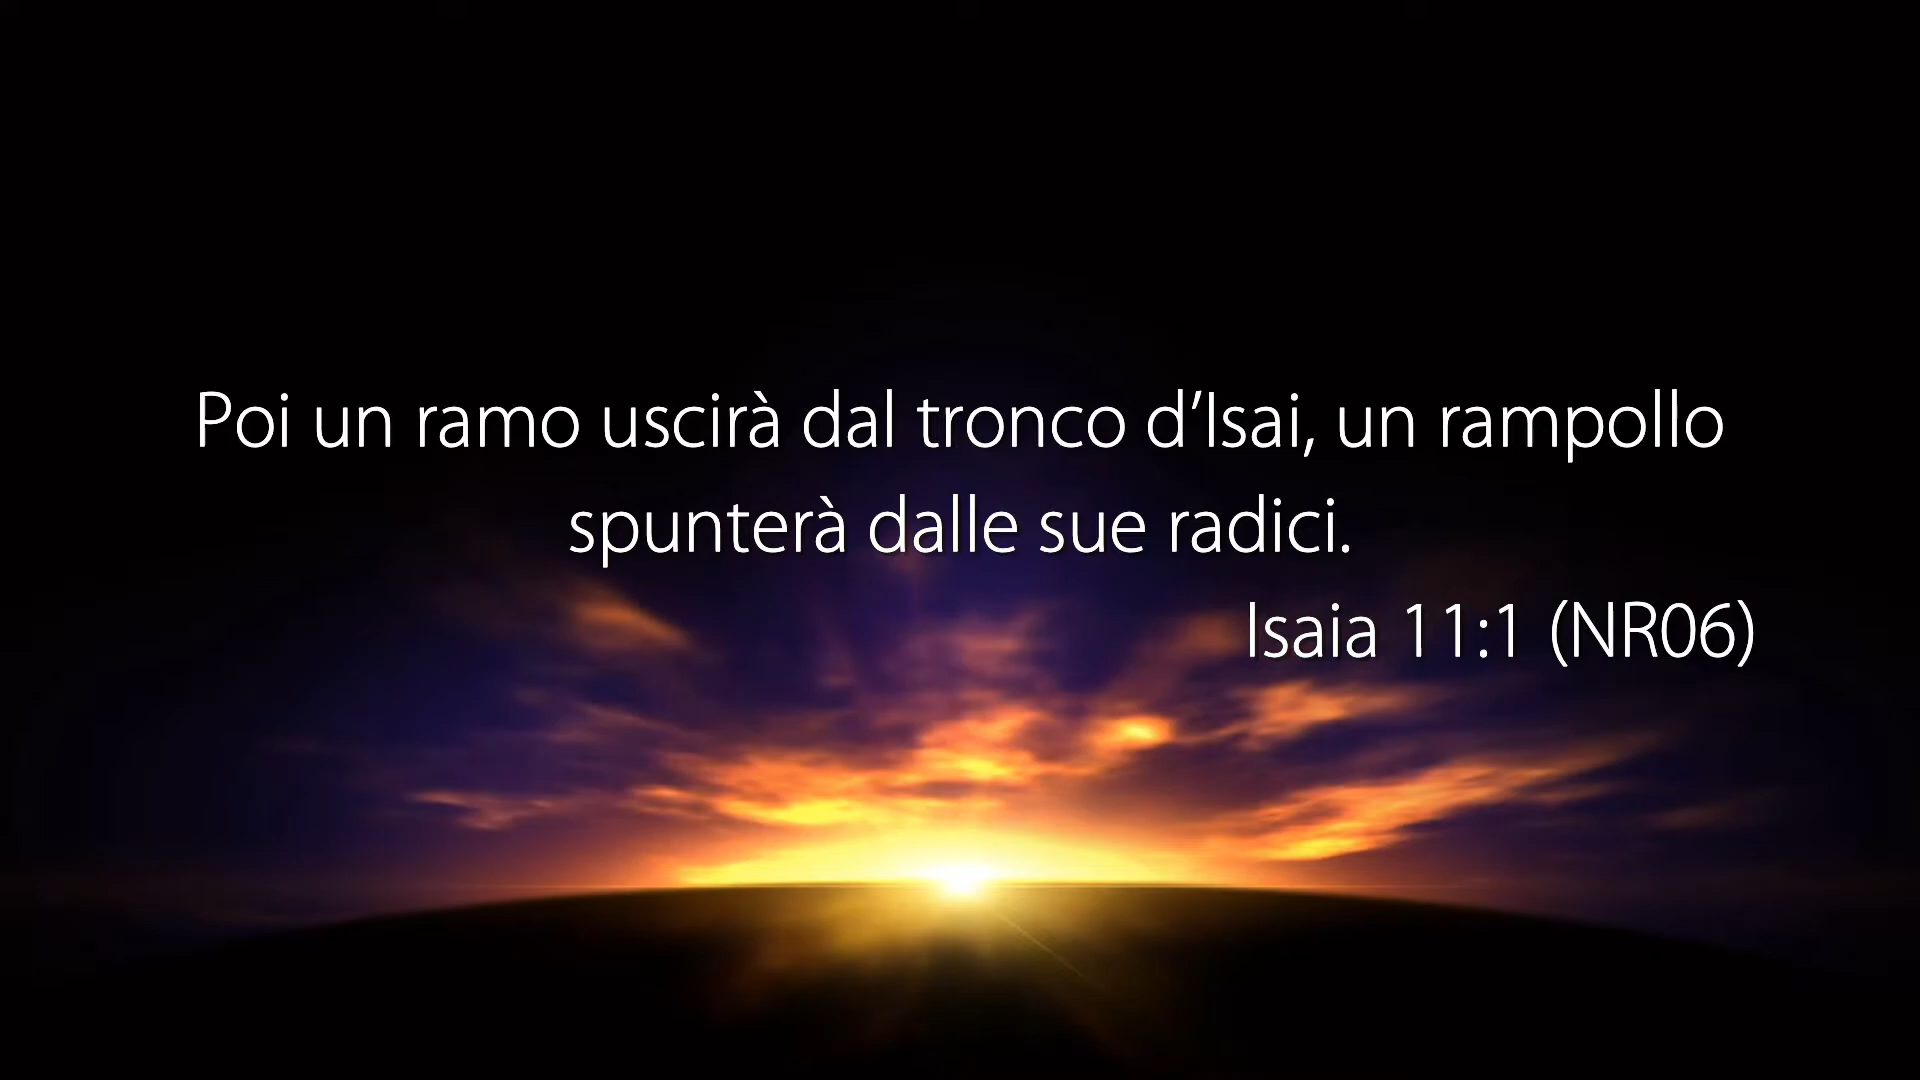 Poi un ramo uscirà dal tronco d’Isai, un rampollo
spunterà dalle sue radici.
Isaia 11:1 (NR06)